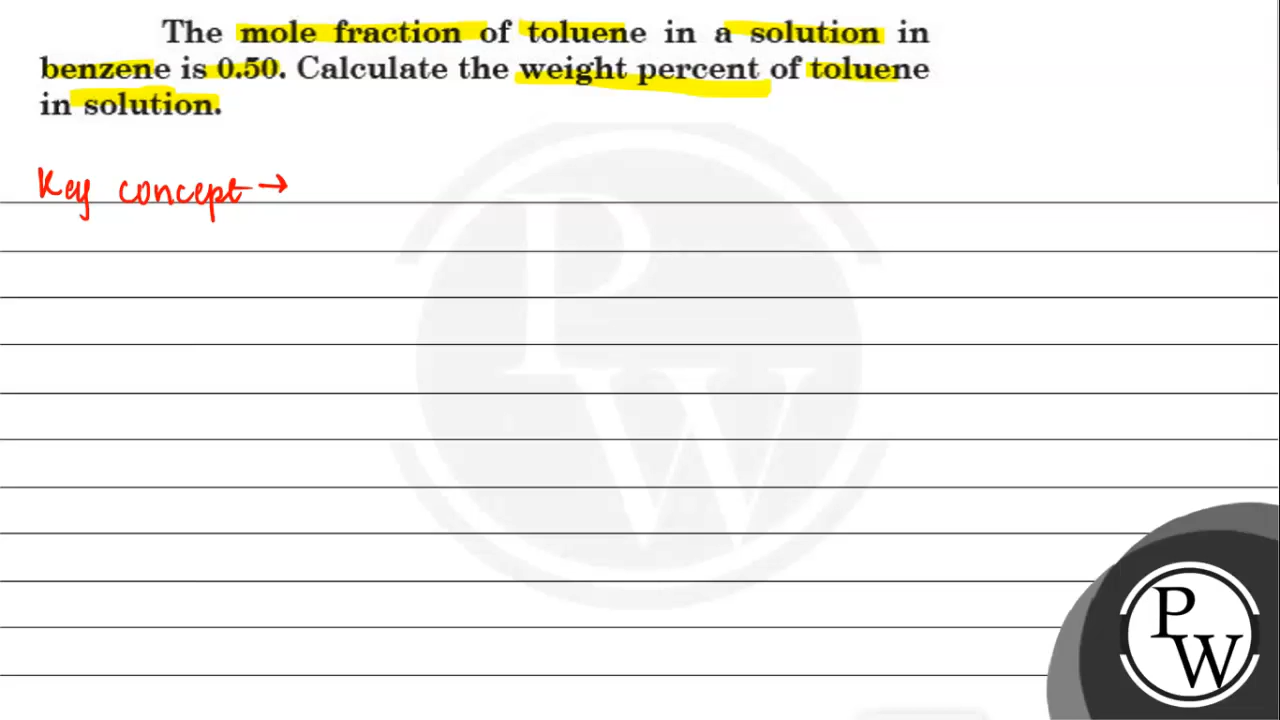 The mole fraction of toluene in a solution in
benzene is 0.50. Calculate the weight percent of toluene
in solution.
Key concept →
P
W
P
W